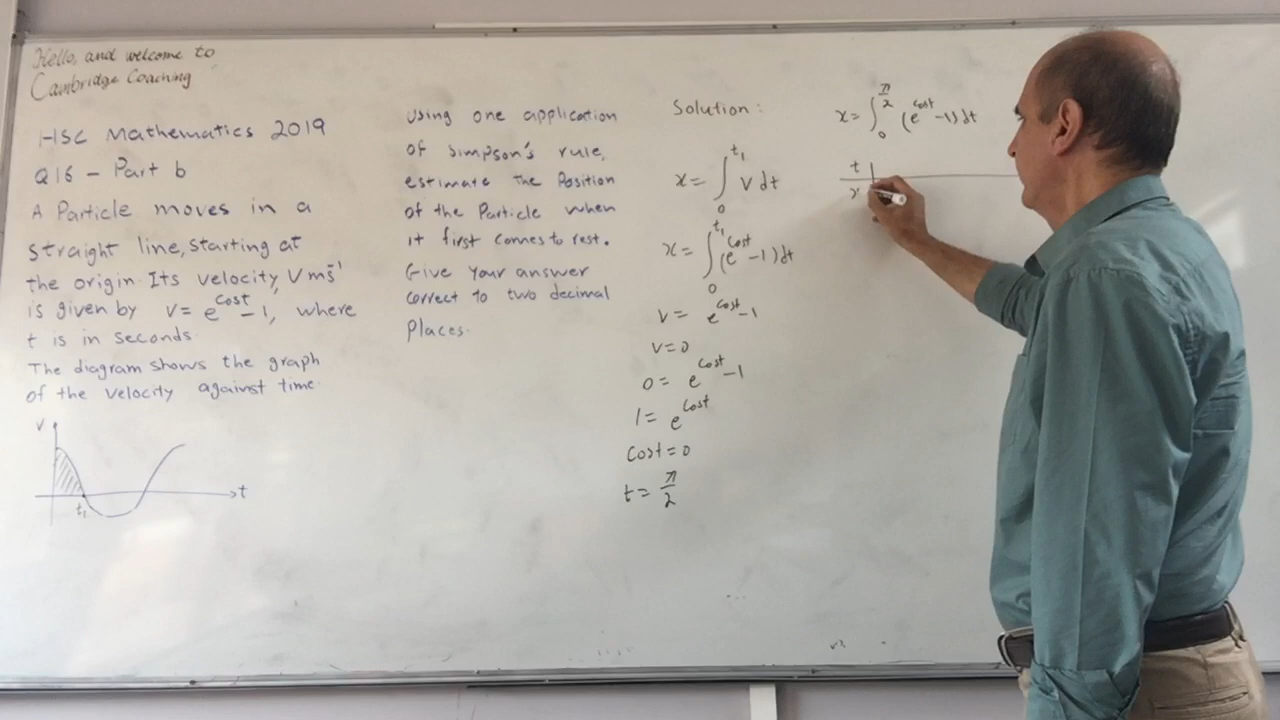 Hello, and welcome to
Cambridge Coaching
HSC Mathematics 2019
Q16 - Part b
A Particle moves in a
straight line, starting at
the origin. Its velocity, V ms⁻¹
is given by v = e^cost - 1, where
t is in seconds
The diagram shows the graph
of the velocity against time.
v
t₁
t
Using one application
of Simpson's rule,
estimate the Position
of the Particle when
it first comes to rest.
Give your answer
correct to two decimal
places.
Solution:
x = ∫₀^t₁ v dt
x = ∫₀^t₁ (e^cost - 1) dt
v = e^cost - 1
v = 0
0 = e^cost - 1
1 = e^cost
cost = 0
t = π/2
x = ∫₀^π/2 (e^cost - 1) dt
t